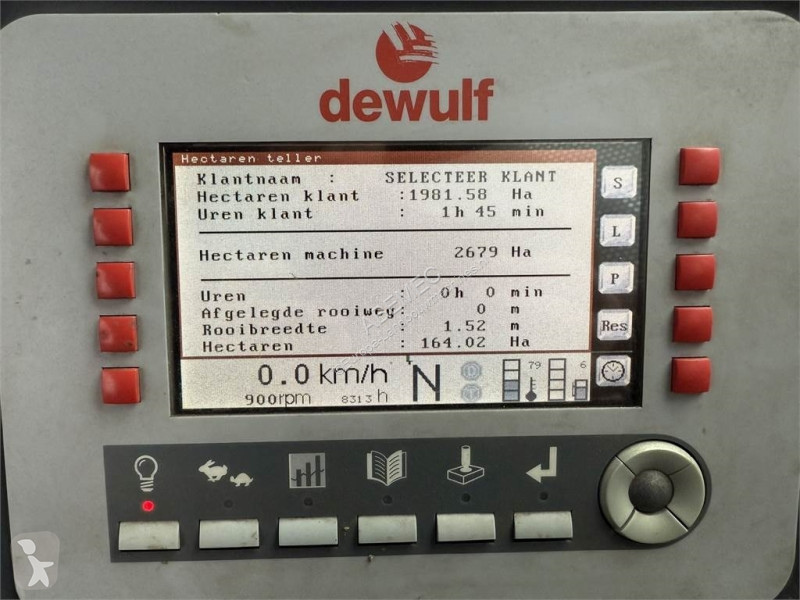 dewulf
Hectaren teller
Klantnaam : SELECTEER KLANT
Hectaren klant :1981.58 Ha
Uren klant : 1h 45 min
Hectaren machine 2679 Ha
Uren : 0h 0 min
Afgelegde rooiweg: 0 m
Rooibreedte : 1.52 m
Hectaren : 164.02 Ha
S
L
P
Res
0.0 km/h N
900rpm 8313 h
79
6